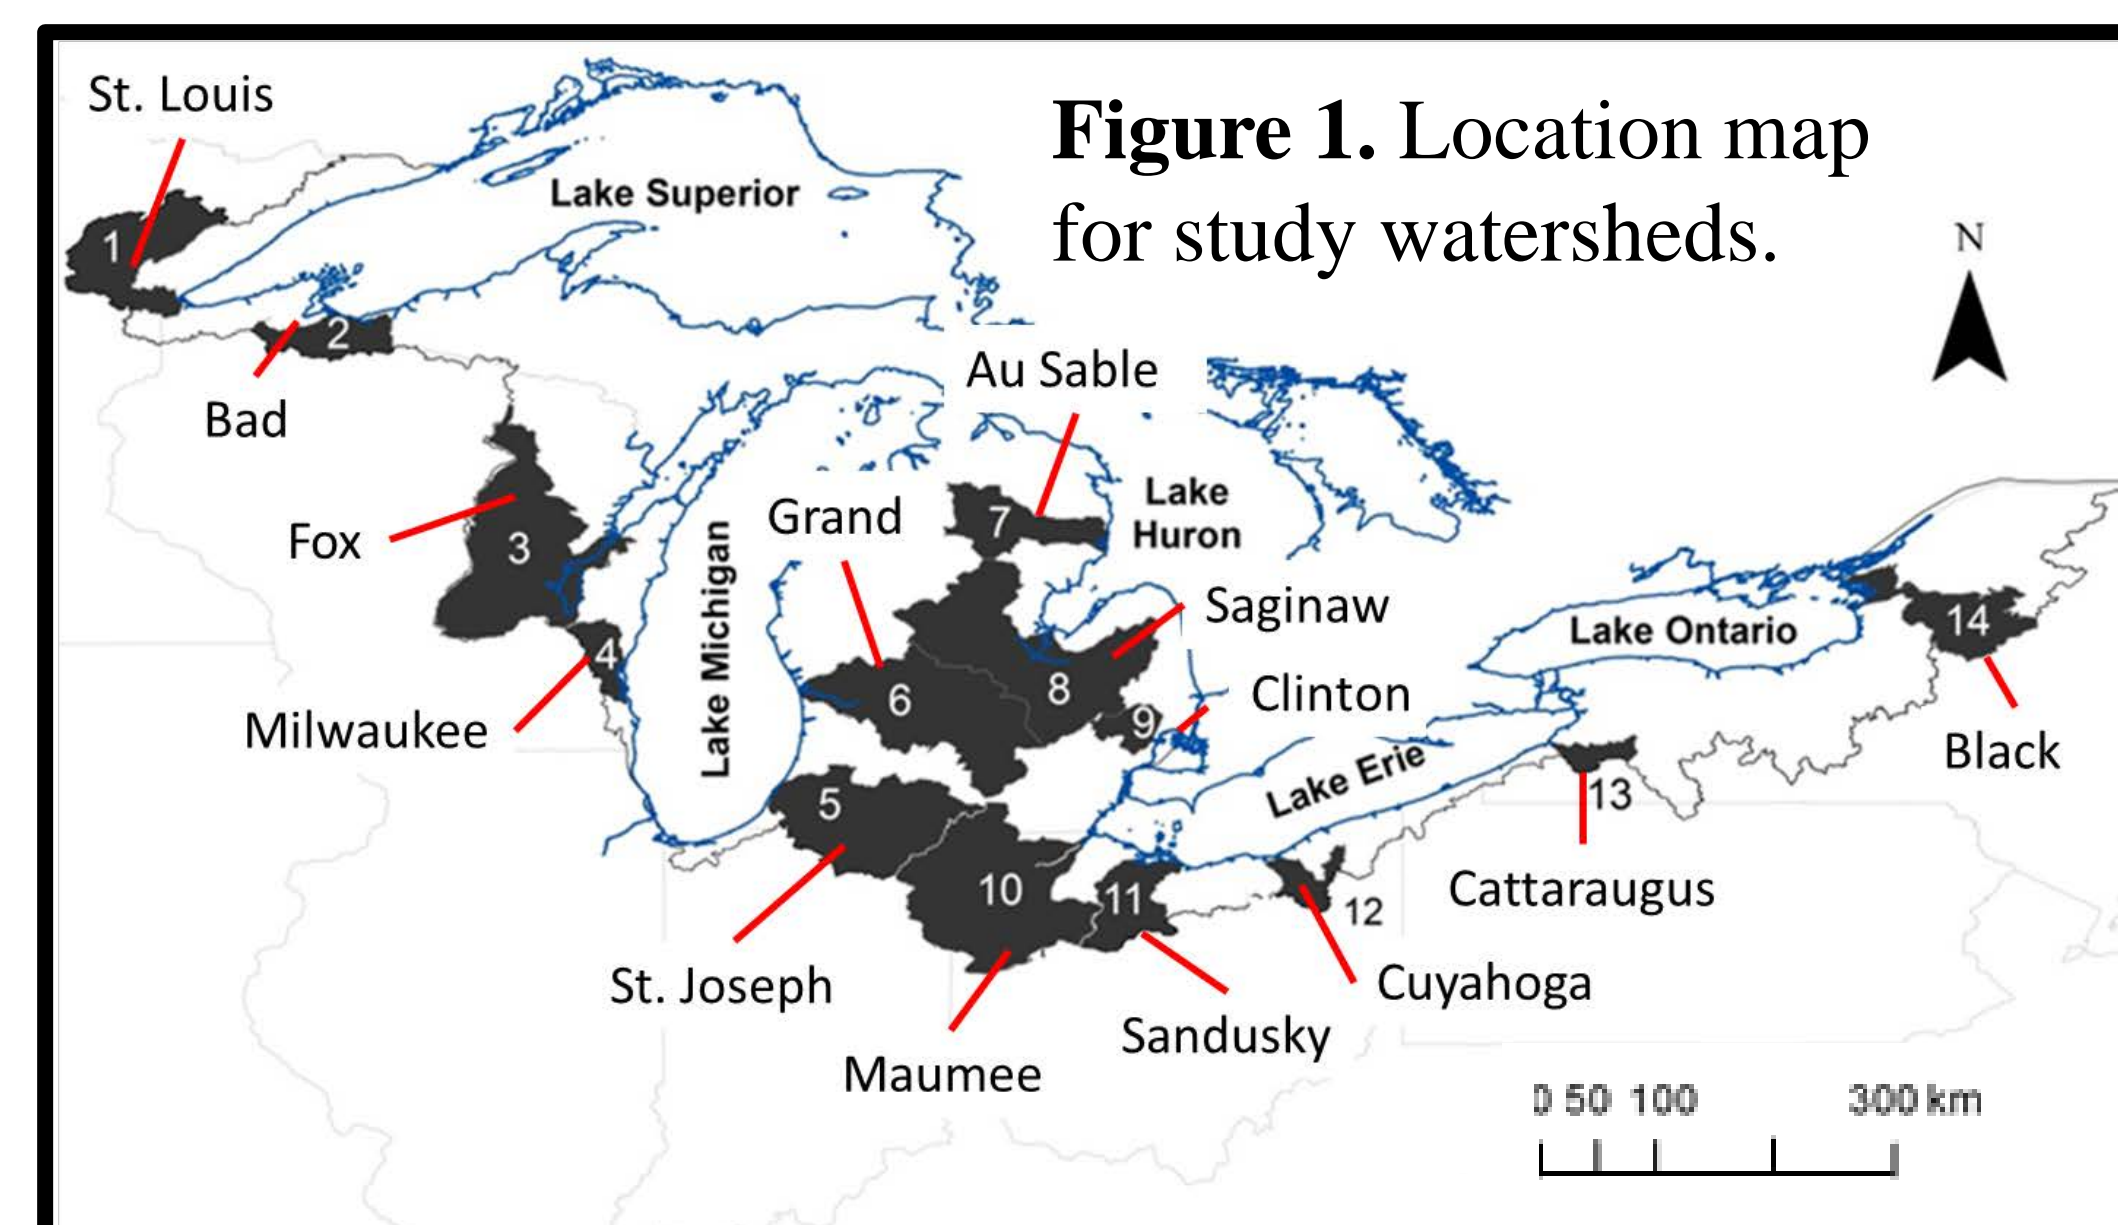 St. Louis
Figure 1. Location map
for study watersheds.
Lake Superior
N
1
2
Au Sable
Bad
Lake
Huron
Grand
7
Fox
3
Saginaw
Lake Michigan
14
Lake Ontario
4
8
6
Clinton
9
Milwaukee
Black
Lake Erie
5
13
10
11
Cattaraugus
12
St. Joseph
Cuyahoga
Sandusky
Maumee
0 50 100 300 km